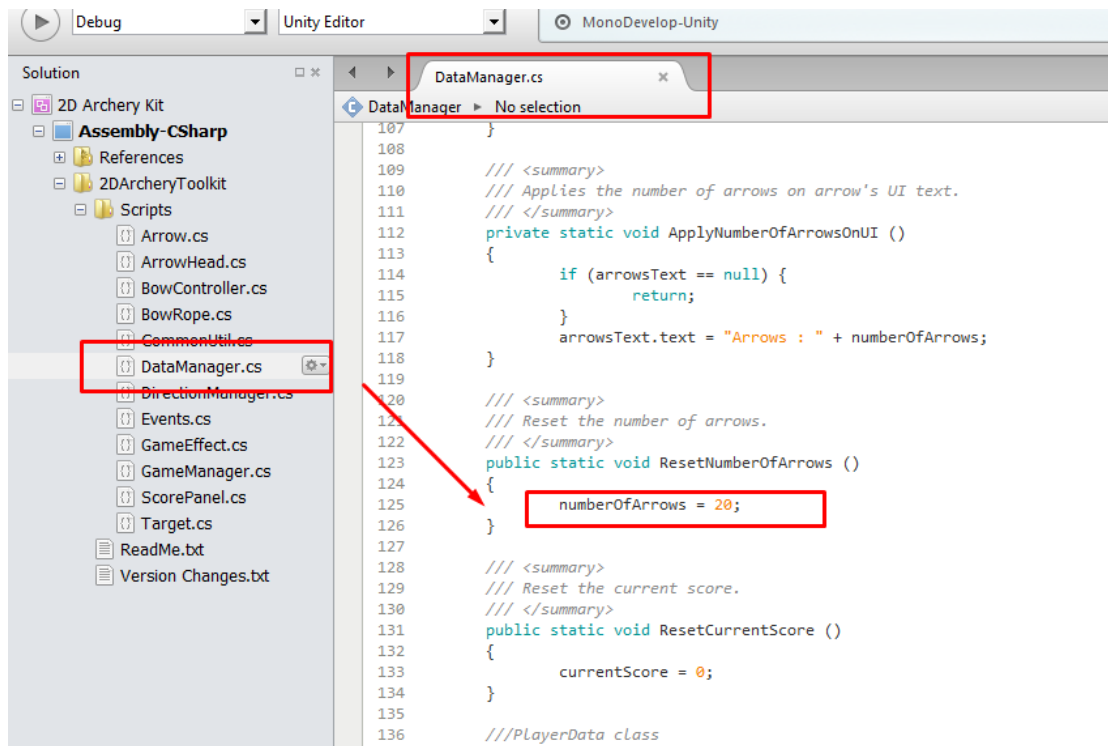 Debug
Unity Editor
MonoDevelop-Unity
Solution
2D Archery Kit
Assembly-CSharp
References
2DArcheryToolkit
Scripts
Arrow.cs
ArrowHead.cs
BowController.cs
BowRope.cs
CommonUtil.cs
DataManager.cs
DirectionManager.cs
Events.cs
GameEffect.cs
GameManager.cs
ScorePanel.cs
Target.cs
ReadMe.txt
Version Changes.txt
DataManager.cs
DataManager ▸ No selection
107 }
108
109 /// <summary>
110 /// Applies the number of arrows on arrow's UI text.
111 /// </summary>
112 private static void ApplyNumberOfArrowsOnUI ()
113 {
114 if (arrowsText == null) {
115 return;
116 }
117 arrowsText.text = "Arrows : " + numberOfArrows;
118 }
119
120 /// <summary>
121 /// Reset the number of arrows.
122 /// </summary>
123 public static void ResetNumberOfArrows ()
124 {
125 numberOfArrows = 20;
126 }
127
128 /// <summary>
129 /// Reset the current score.
130 /// </summary>
131 public static void ResetCurrentScore ()
132 {
133 currentScore = 0;
134 }
135
136 ///PlayerData class